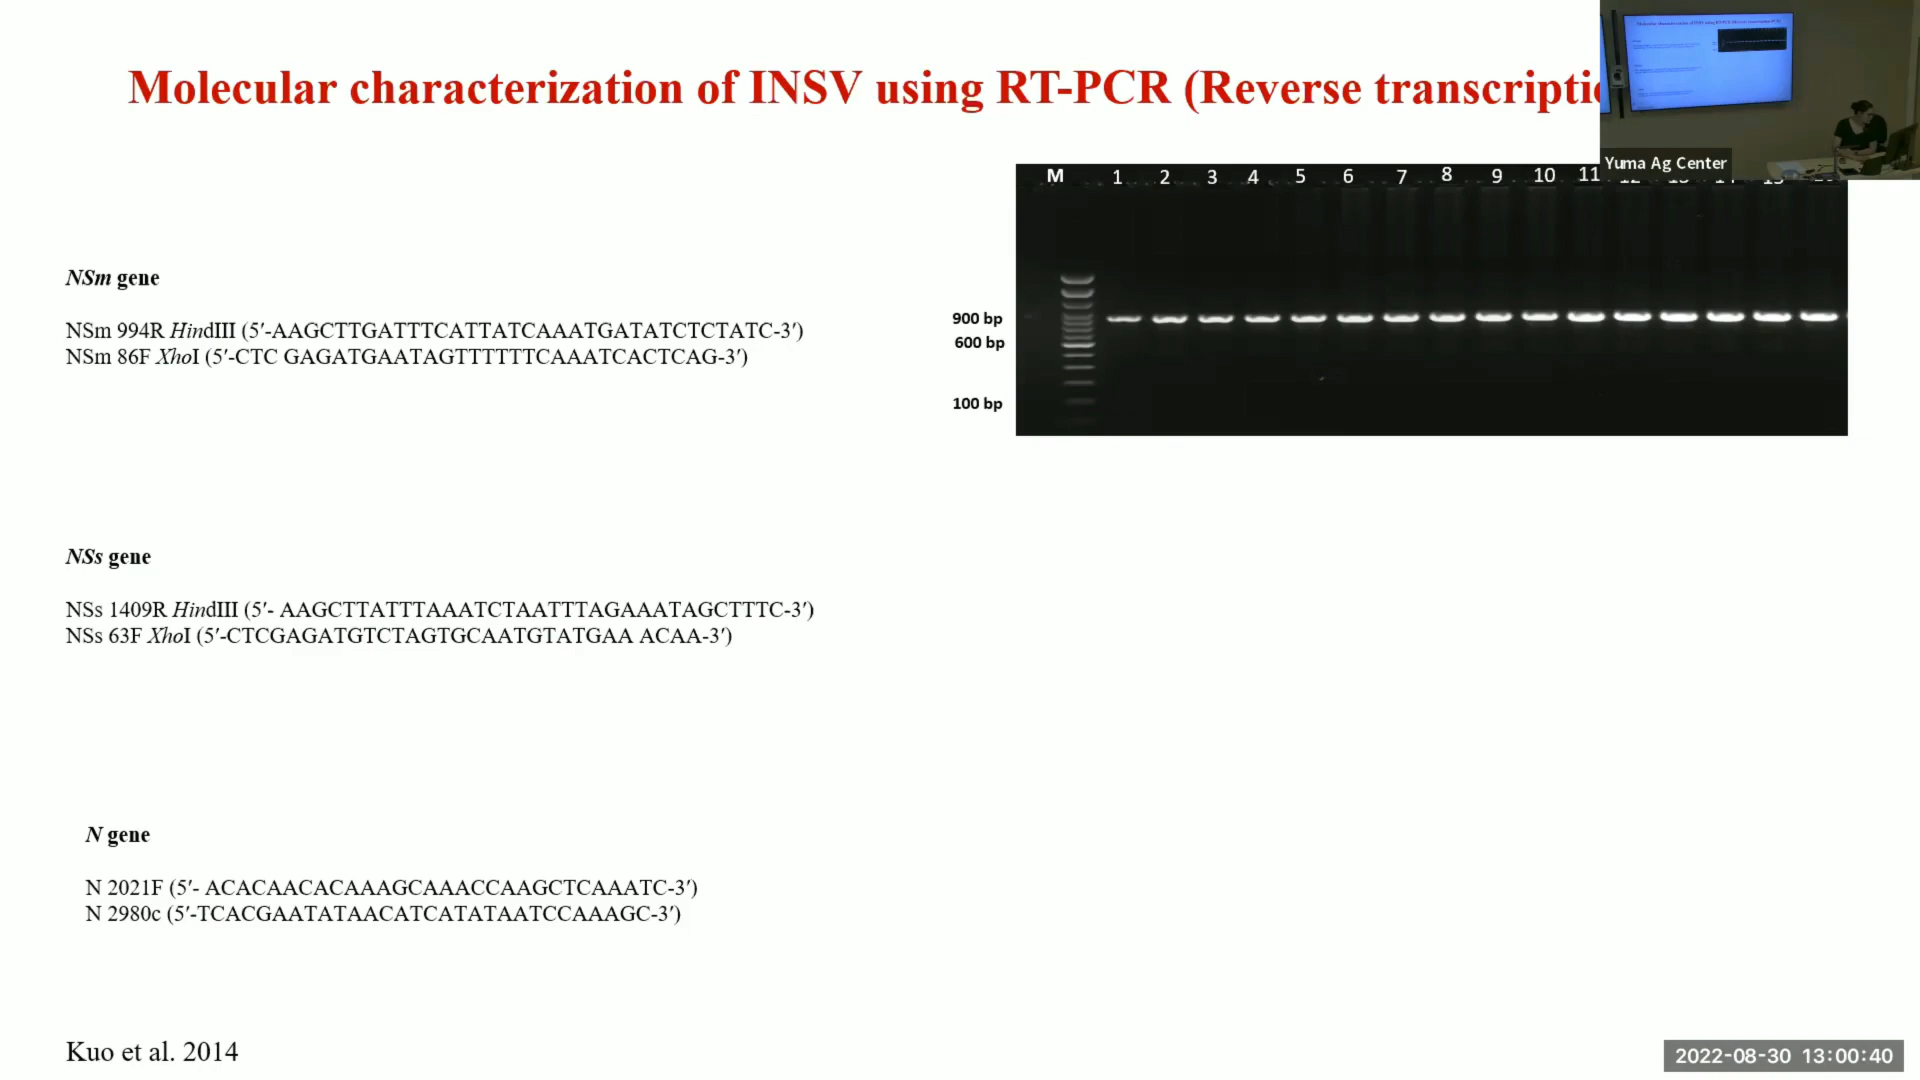 Molecular characterization of INSV using RT-PCR (Reverse transcriptio
Yuma Ag Center
M 1 2 3 4 5 6 7 8 9 10 11
NSm gene
NSm 994R HindIII (5′-AAGCTTGATTTCATTATCAAATGATATCTCTATC-3′)
NSm 86F XhoI (5′-CTC GAGATGAATAGTTTTTTCAAATCACTCAG-3′)
900 bp
600 bp
100 bp
NSs gene
NSs 1409R HindIII (5′- AAGCTTATTTAAATCTAATTTAGAAATAGCTTTC-3′)
NSs 63F XhoI (5′-CTCGAGATGTCTAGTGCAATGTATGAA ACAA-3′)
N gene
N 2021F (5′- ACACAACACAAAGCAAACCAAGCTCAAATC-3′)
N 2980c (5′-TCACGAATATAACATCATATAATCCAAAGC-3′)
Kuo et al. 2014
2022-08-30 13:00:40